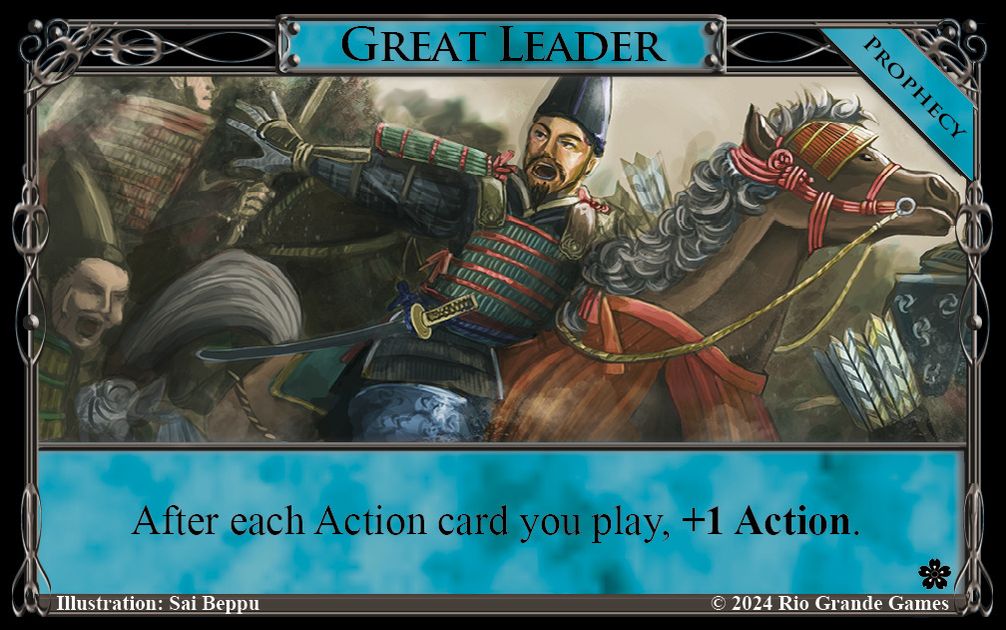 GREAT LEADER
PROPHECY
After each Action card you play, +1 Action.
Illustration: Sai Beppu
© 2024 Rio Grande Games